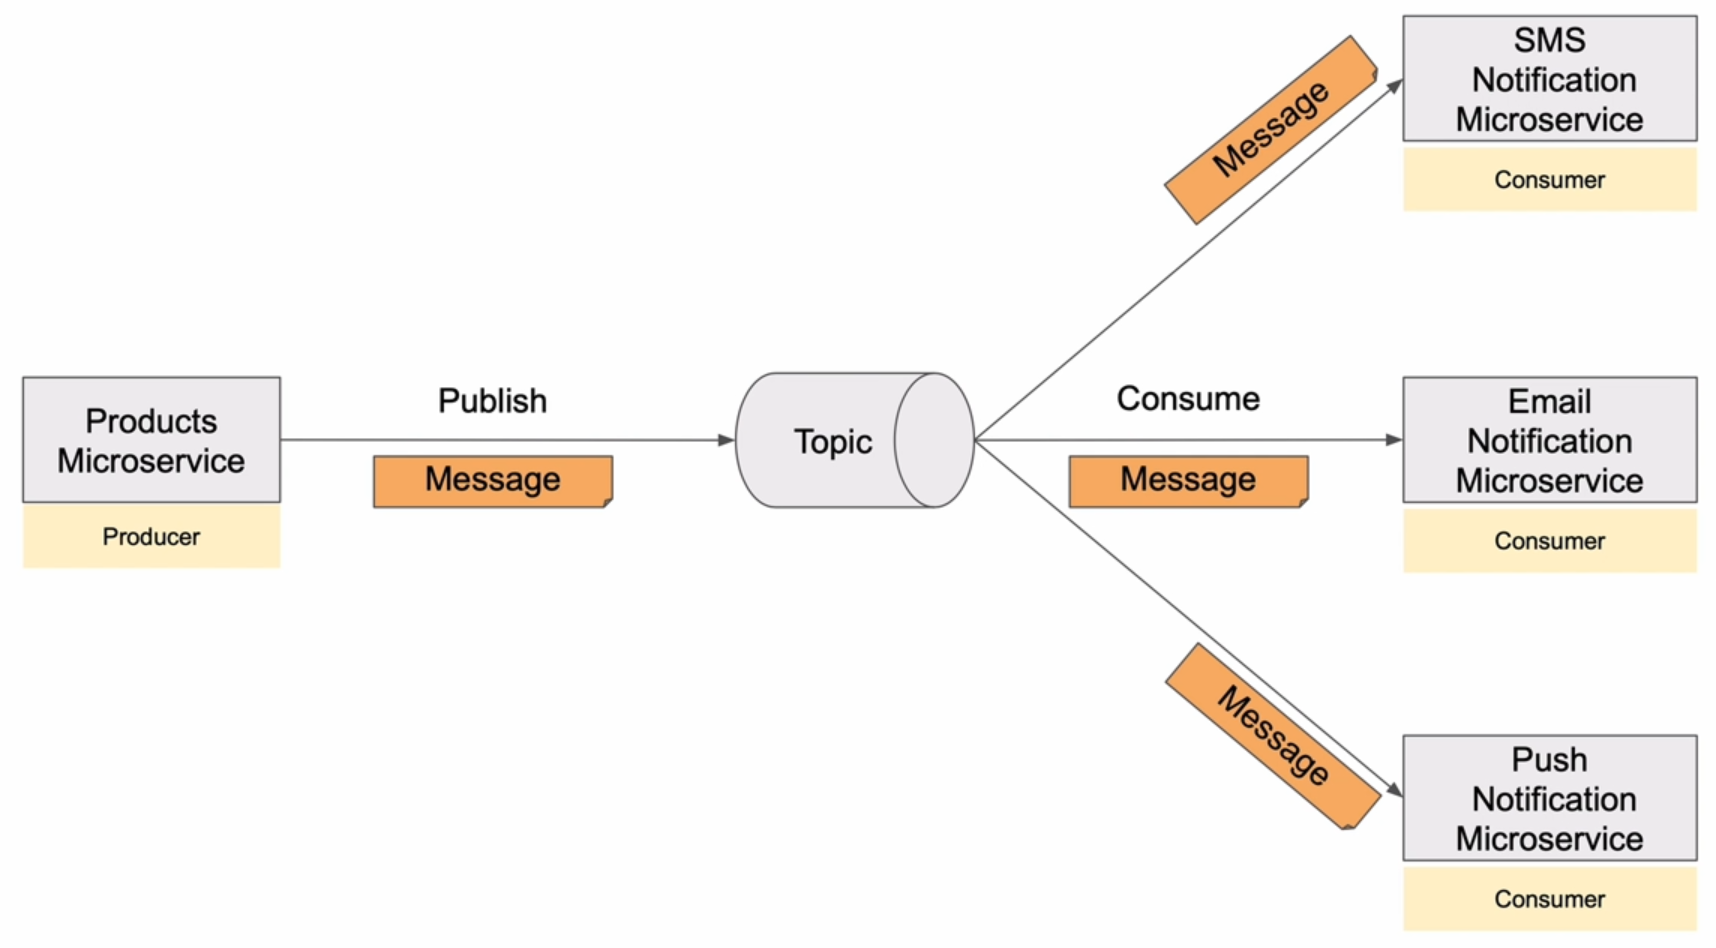 Products
Microservice
Producer
Publish
Message
Topic
Consume
Message
Message
Message
SMS
Notification
Microservice
Consumer
Email
Notification
Microservice
Consumer
Push
Notification
Microservice
Consumer